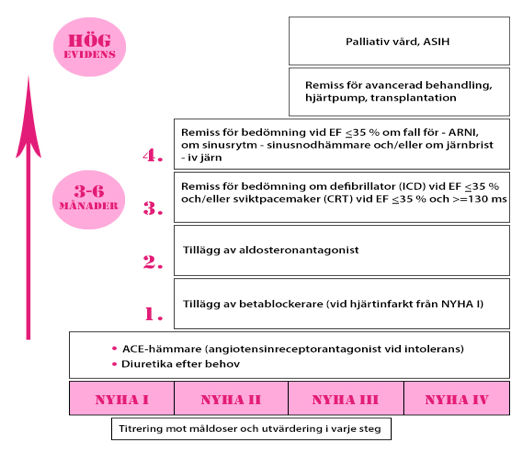 HÖG
EVIDENS
Palliativ vård, ASIH
Remiss för avancerad behandling,
hjärtpump, transplantation
4.
Remiss för bedömning vid EF ≤35 % om fall för - ARNI,
om sinusrytm - sinusnodhämmare och/eller om järnbrist
- iv järn
3-6
MÅNADER
3.
Remiss för bedömning om defibrillator (ICD) vid EF ≤35 %
och/eller sviktpacemaker (CRT) vid EF ≤35 % och >=130 ms
2.
Tillägg av aldosteronantagonist
1.
Tillägg av betablockerare (vid hjärtinfarkt från NYHA I)
• ACE-hämmare (angiotensinreceptorantagonist vid intolerans)
• Diuretika efter behov
NYHA I NYHA II NYHA III NYHA IV
Titrering mot måldoser och utvärdering i varje steg